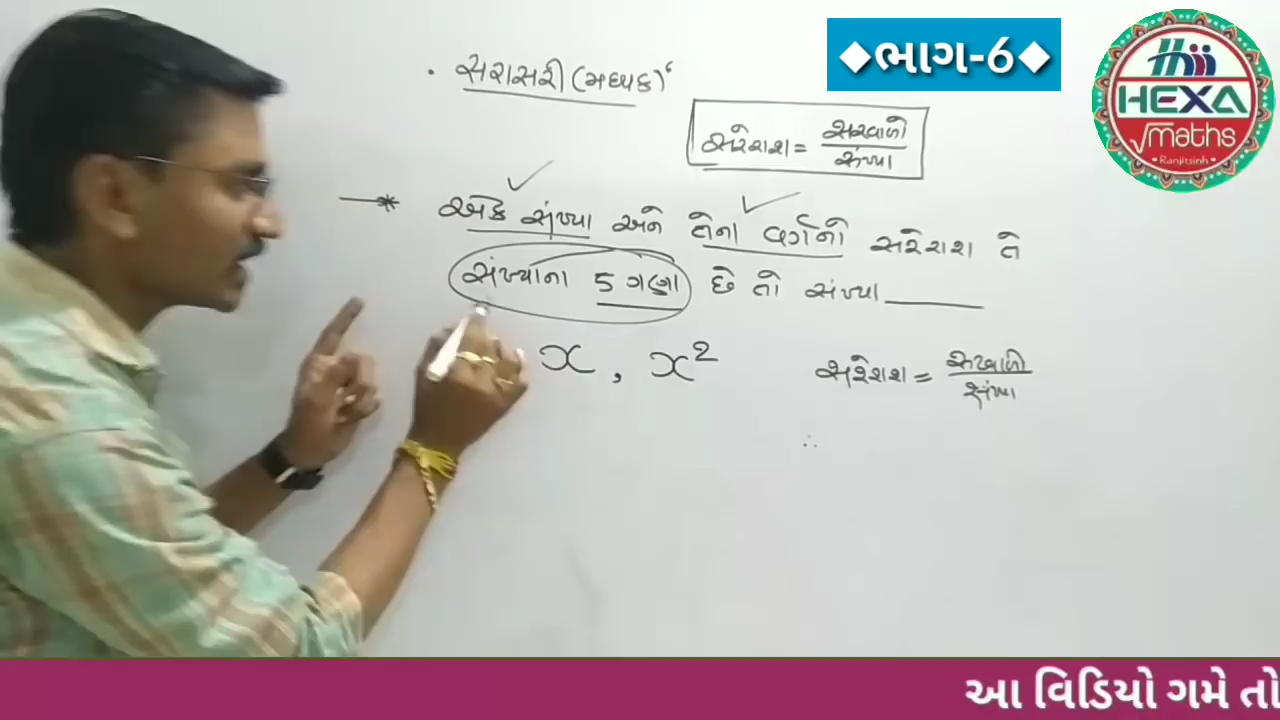 ◆ભાગ-6◆
HEXA
√maths
• Ranjitsinh •
• સરાસરી (મધ્યક)
સરેરાશ = સરવાળો / સંખ્યા
→* એક સંખ્યા અને તેના વર્ગનો સરેરાશ તે
સંખ્યાના 5 ગણા છે તો સંખ્યા ______
x , x²
સરેરાશ = સરવાળો / સંખ્યા
∴
આ વિડિયો ગમે તો